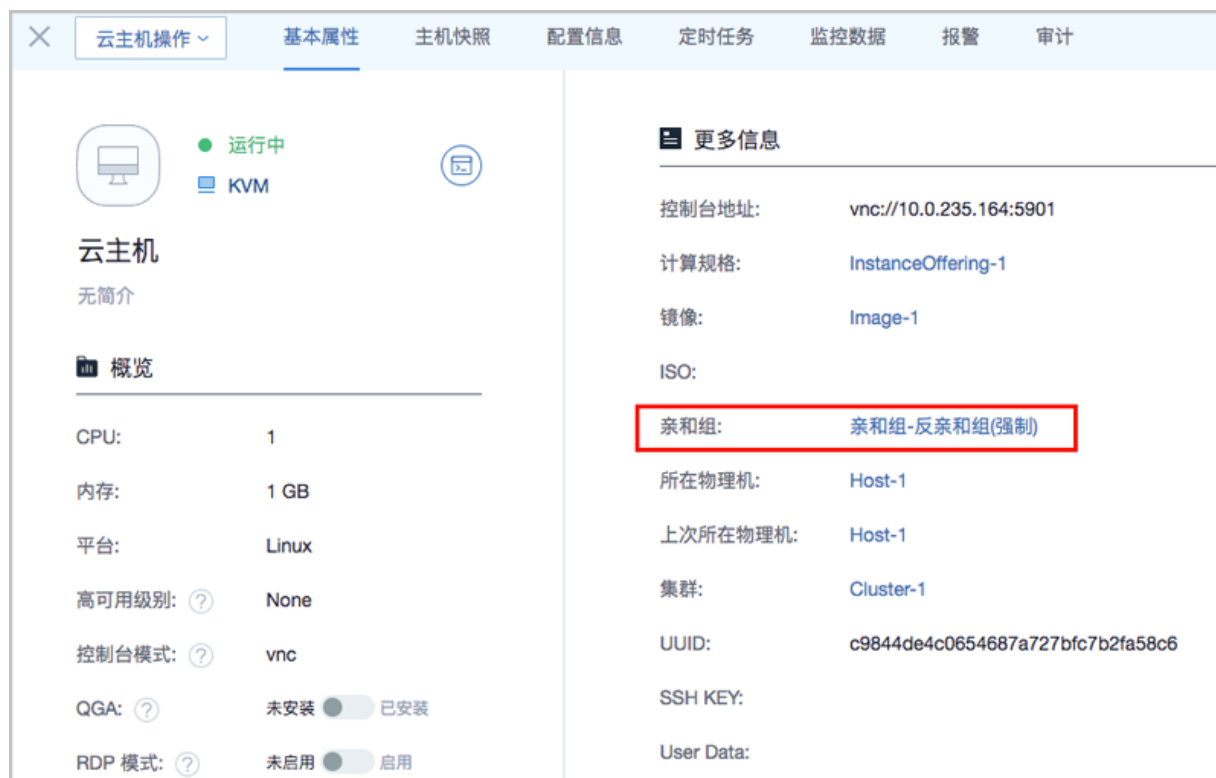 云主机操作 基本属性 主机快照 配置信息 定时任务 监控数据 报警 审计
运行中
KVM
云主机
无简介
概览
CPU: 1
内存: 1 GB
平台: Linux
高可用级别: ? None
控制台模式: ? vnc
QGA: ? 未安装 已安装
RDP 模式: ? 未启用 启用
更多信息
控制台地址: vnc://10.0.235.164:5901
计算规格: InstanceOffering-1
镜像: Image-1
ISO:
亲和组: 亲和组-反亲和组(强制)
所在物理机: Host-1
上次所在物理机: Host-1
集群: Cluster-1
UUID: c9844de4c0654687a727bfc7b2fa58c6
SSH KEY:
User Data: